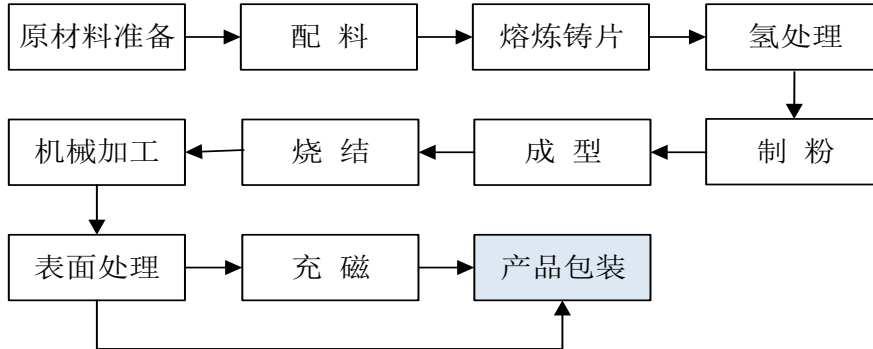 原材料准备
配 料
熔炼铸片
氢处理
机械加工
烧 结
成 型
制 粉
表面处理
充 磁
产品包装